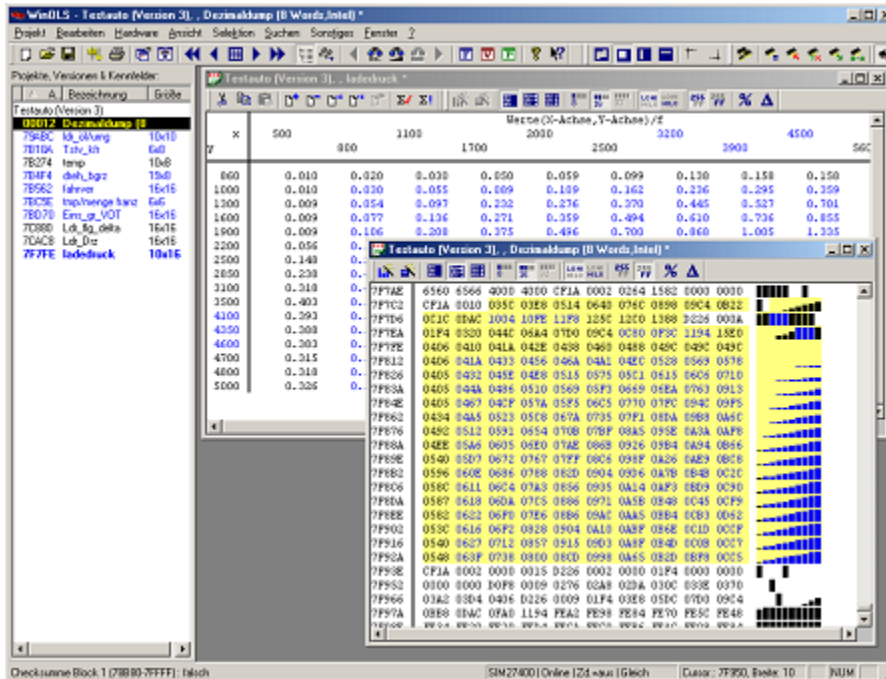 WinOLS - Testauto (Version 3), , Dezimaldump (8 Words,Intel) *
Projekt Bearbeiten Hardware Ansicht Selektion Suchen Sonstiges Fenster ?
Projekte, Versionen & Kennfelder:
/ A Bezeichnung Größe
Testauto (Version 3)
00012 Dezimaldump (8
10x10
7B10A Tstv_kft 6x8
7B274 temp 10x8
7B4F4 dreh_bgrz 19x8
7B562 fahrver 16x16
7BC5E tmp/menge franz 6x6
7BD70 Eins_gr_VOT 16x16
7C880 Ldr_flg_delta 16x16
7CAC8 Ldr_Drz 16x16
7F7FE ladedruck 10x16
Testauto (Version 3), , ladedruck *
Werte(X-Achse,Y-Achse)/f
x 500 1100 2000 3200 4500
Y 800 1700 2500 3900
860 0.010 0.020 0.030 0.050 0.059 0.099 0.138 0.158 0.158
1000 0.010 0.030 0.055 0.089 0.109 0.162 0.236 0.295 0.359
1300 0.009 0.054 0.097 0.232 0.276 0.370 0.445 0.527 0.701
1600 0.009 0.077 0.136 0.271 0.359 0.494 0.610 0.736 0.855
1900 0.009 0.106 0.208 0.375 0.496 0.700 0.868 1.005 1.335
2200 0.056
2500 0.148
2850 0.238
3100 0.318
3500 0.403
4100 0.393
4350 0.388
4600 0.383
4700 0.315
4800 0.318
5000 0.326
Testauto (Version 3), , Dezimaldump (8 Words,Intel) *
7F7AE 6560 6566 4000 4000 CF1A 0002 0264 1582 0000 0000
7F7C2 CF1A 0010 035C 03E8 0514 0640 076C 0898 09C4 0B22
7F7D6 0C1C 0DAC 1004 10FE 11F8 125C 12C0 1388 D226 000A
7F7EA 01F4 0320 044C 06A4 07D0 09C4 0C80 0F3C 1194 15E0
7F7FE 0406 0410 041A 042E 0438 0460 0488 049C 049C 049C
7F812 0406 041A 0433 0456 046A 04A1 04EC 0528 0569 0578
7F826 0405 0432 045E 04E8 0515 0575 05C1 0615 06C6 0710
7F83A 0405 044A 0486 0510 0569 05F3 0669 06EA 0763 0913
7F84E 0405 0467 04CF 057A 05F5 06C5 0770 07FC 094C 09F5
7F862 0434 04A5 0523 05C8 067A 0735 07F1 08DA 09B8 0A6C
7F876 0492 0512 0591 0654 070B 07BF 08A5 095E 0A3A 0AF8
7F88A 04EE 05A6 0605 06E0 07AE 086B 0926 09B4 0A94 0B66
7F89E 0540 05D7 0672 0767 07FF 08C6 098F 0A26 0AE9 0BC8
7F8B2 0596 060E 0686 0788 082D 0904 09D6 0A7B 0B4B 0C2C
7F8C6 058C 0611 06C4 07A3 0856 0935 0A14 0AF3 0BD9 0C90
7F8DA 0587 0618 06DA 07C5 0886 0971 0A5B 0B48 0C45 0CF9
7F8EE 0582 0622 06F0 07E6 08B6 09AC 0AA5 0BB4 0CB3 0D62
7F902 053C 0616 06F2 0828 0904 0A10 0ABF 0B6E 0C1D 0CCF
7F916 0540 0627 0712 0857 0915 09D3 0A8F 0B4D 0C0B 0CC7
7F92A 0548 063F 0738 0800 08CD 0998 0A65 0B2D 0BF8 0CC5
7F93E CF1A 0002 0000 0015 D226 0002 0000 01F4 0000 0000
7F952 0000 0000 D0F8 0009 0276 02A8 02DA 030C 033E 0370
7F966 03A2 03D4 0406 D226 0009 01F4 03E8 05DC 07D0 09C4
7F97A 0BB8 0DAC 0FA0 1194 FEA2 FE98 FE84 FE70 FE5C FE48
Checksumme Block 1 (78B80-7FFFF) : falsch
SIM27400 | Online | Zd =aus | Gleich
Cursor: 7F950, Breite: 10
NUM